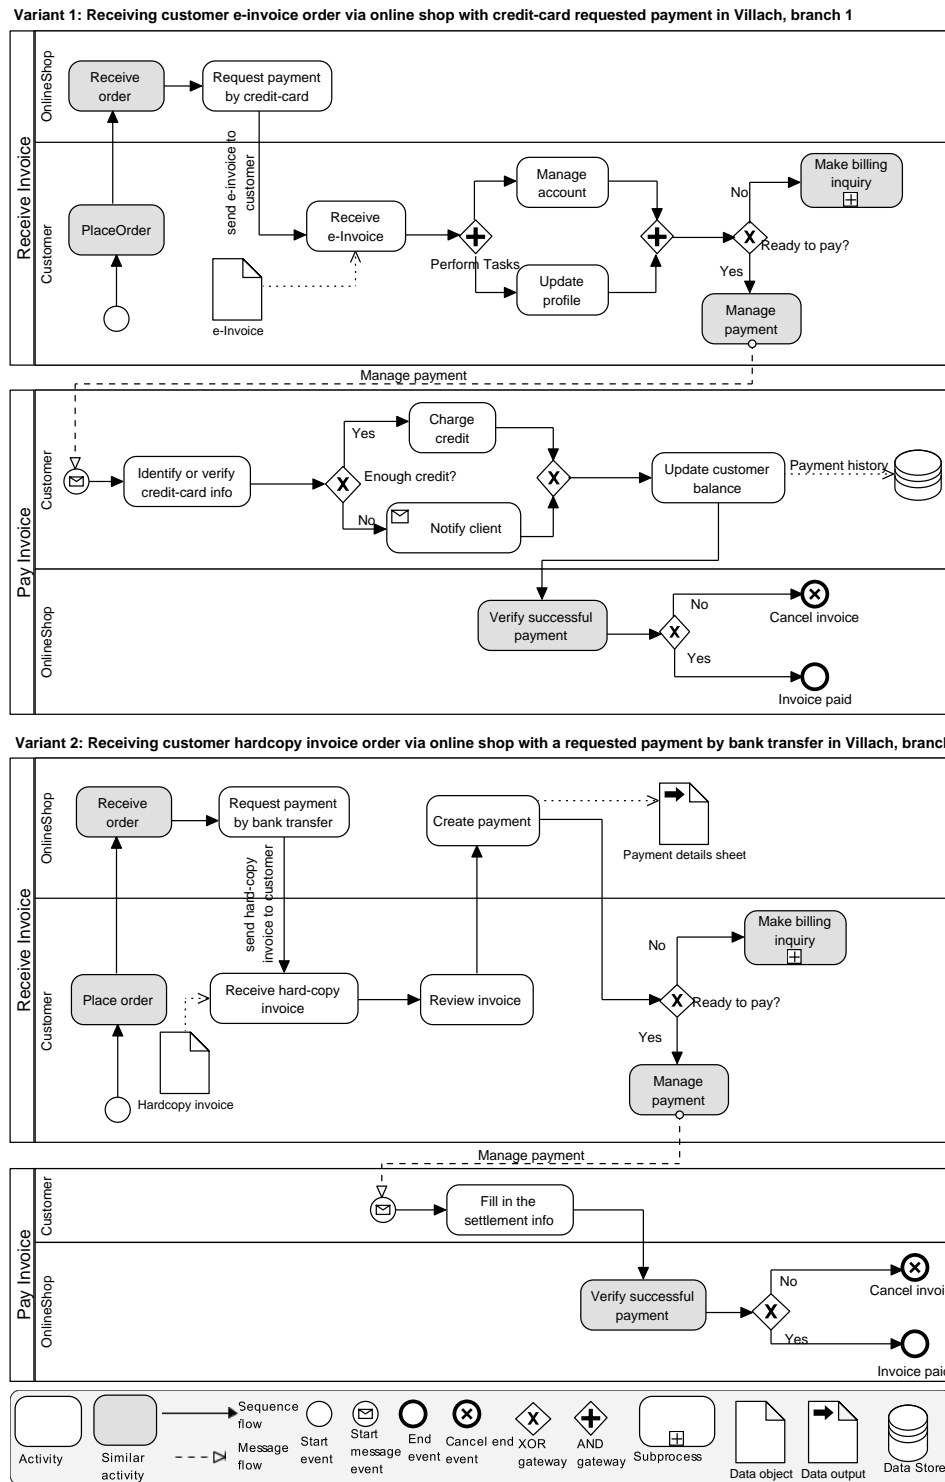 Variant 1: Receiving customer e-invoice order via online shop with credit-card requested payment in Villach, branch 1
Receive Invoice
OnlineShop
Customer
Receive
order
Request payment
by credit-card
send e-invoice to
customer
PlaceOrder
Receive
e-Invoice
e-Invoice
Perform Tasks
Manage
account
Update
profile
No
Ready to pay?
Yes
Make billing
inquiry
Manage
payment
Manage payment
Pay Invoice
Customer
OnlineShop
Identify or verify
credit-card info
Yes
Enough credit?
No
Charge
credit
Notify client
Update customer
balance
Payment history
Verify successful
payment
No
Yes
Cancel invoice
Invoice paid
Variant 2: Receiving customer hardcopy invoice order via online shop with a requested payment by bank transfer in Villach, branch
Receive Invoice
OnlineShop
Customer
Receive
order
Request payment
by bank transfer
send hard-copy
invoice to customer
Create payment
Payment details sheet
Place order
Receive hard-copy
invoice
Review invoice
Hardcopy invoice
No
Ready to pay?
Yes
Make billing
inquiry
Manage
payment
Manage payment
Pay Invoice
Customer
OnlineShop
Fill in the
settlement info
Verify successful
payment
No
Yes
Cancel invoi
Invoice paid
Activity
Similar
activity
Sequence
flow
Message
flow
Start
event
Start
message
event
End
event
Cancel end
event
XOR
gateway
AND
gateway
Subprocess
Data object
Data output
Data Store